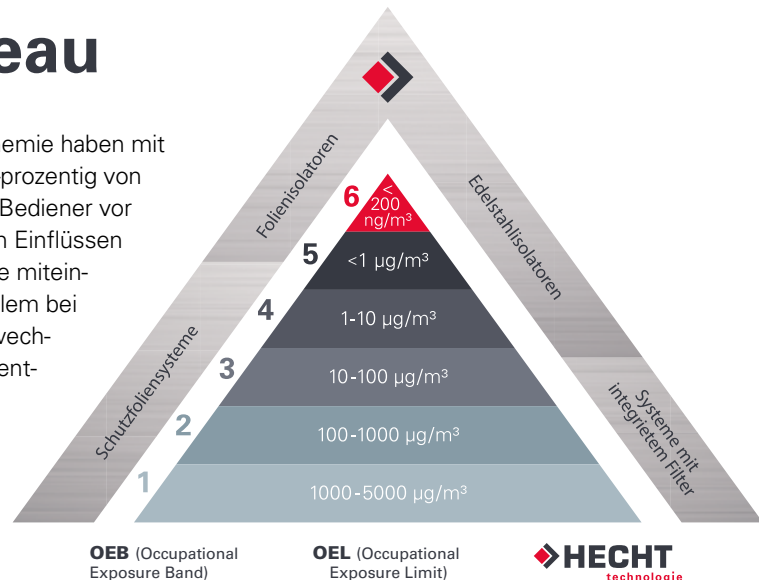 eau
emie haben mit
prozentig von
Bediener vor
n Einflüssen
e mitein-
lem bei
vech-
ent-
Folienisolatoren
Edelstahlisolatoren
Schutzfoliensysteme
Systeme mit
integrietem Filter
6
<
200
ng/m³
5
<1 µg/m³
4
1-10 µg/m³
3
10-100 µg/m³
2
100-1000 µg/m³
1
1000-5000 µg/m³
OEB (Occupational
Exposure Band)
OEL (Occupational
Exposure Limit)
HECHT
technologie